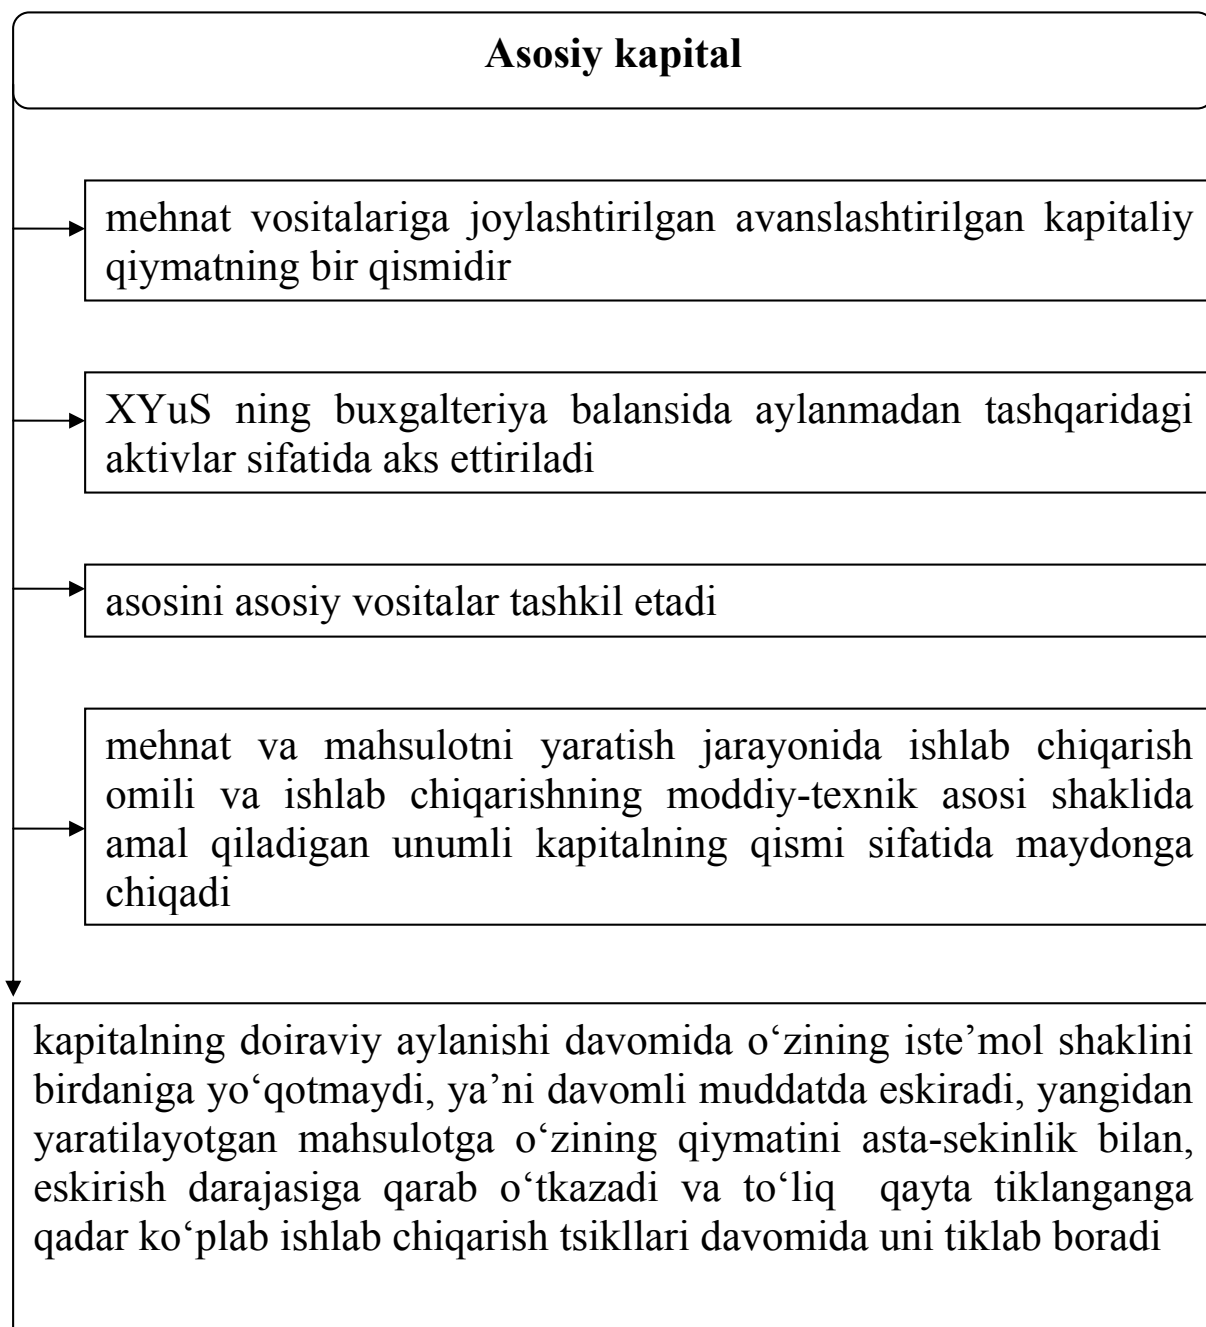 Asosiy kapital
mehnat vositalariga joylashtirilgan avanslashtirilgan kapitaliy
qiymatning bir qismidir
XYuS ning buxgalteriya balansida aylanmadan tashqaridagi
aktivlar sifatida aks ettiriladi
asosini asosiy vositalar tashkil etadi
mehnat va mahsulotni yaratish jarayonida ishlab chiqarish
omili va ishlab chiqarishning moddiy-texnik asosi shaklida
amal qiladigan unumli kapitalning qismi sifatida maydonga
chiqadi
kapitalning doiraviy aylanishi davomida o‘zining iste’mol shaklini
birdaniga yo‘qotmaydi, ya’ni davomli muddatda eskiradi, yangidan
yaratilayotgan mahsulotga o‘zining qiymatini asta-sekinlik bilan,
eskirish darajasiga qarab o‘tkazadi va to‘liq qayta tiklanganga
qadar ko‘plab ishlab chiqarish tsikllari davomida uni tiklab boradi